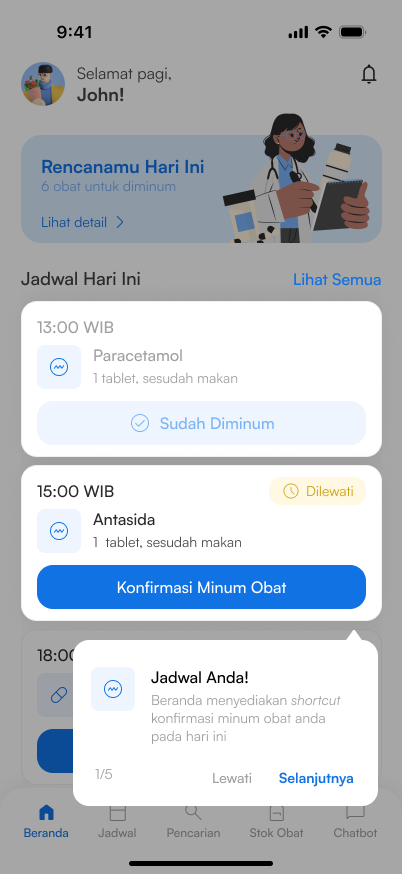 9:41
Selamat pagi,
John!
Rencanamu Hari Ini
6 obat untuk diminum
Lihat detail
Jadwal Hari Ini
Lihat Semua
13:00 WIB
Paracetamol
1 tablet, sesudah makan
Sudah Diminum
15:00 WIB
Dilewati
Antasida
1 tablet, sesudah makan
Konfirmasi Minum Obat
Jadwal Anda!
Beranda menyediakan shortcut
konfirmasi minum obat anda
pada hari ini
1/5
Lewati
Selanjutnya
Beranda
Jadwal
Pencarian
Stok Obat
Chatbot